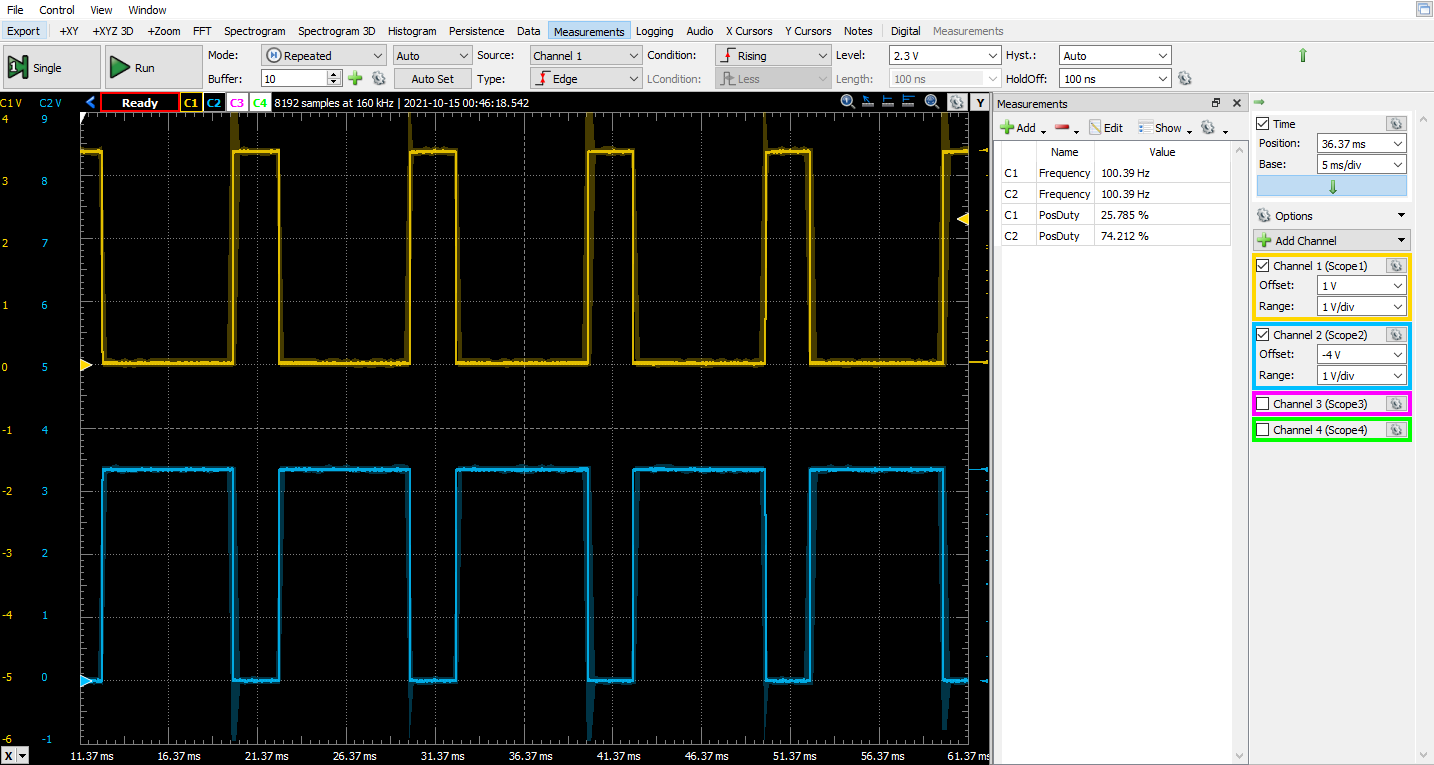 File Control View Window
Export +XY +XYZ 3D +Zoom FFT Spectrogram Spectrogram 3D Histogram Persistence Data Measurements Logging Audio X Cursors Y Cursors Notes Digital Measurements
Single Run Mode: Repeated Auto Source: Channel 1 Condition: Rising Level: 2.3 V Hyst.: Auto
Buffer: 10 Auto Set Type: Edge LCondition: Less Length: 100 ns HoldOff: 100 ns
C1 V C2 V Ready C1 C2 C3 C4 8192 samples at 160 kHz | 2021-10-15 00:46:18.542 Y
4 9
3 8
2 7
1 6
0 5
-1 4
-2 3
-3 2
-4 1
-5 0
-6 -1
X 11.37 ms 16.37 ms 21.37 ms 26.37 ms 31.37 ms 36.37 ms 41.37 ms 46.37 ms 51.37 ms 56.37 ms 61.37 ms
Measurements
Add Edit Show
Name Value
C1 Frequency 100.39 Hz
C2 Frequency 100.39 Hz
C1 PosDuty 25.785 %
C2 PosDuty 74.212 %
Time
Position: 36.37 ms
Base: 5 ms/div
Options
Add Channel
Channel 1 (Scope1)
Offset: 1 V
Range: 1 V/div
Channel 2 (Scope2)
Offset: -4 V
Range: 1 V/div
Channel 3 (Scope3)
Channel 4 (Scope4)